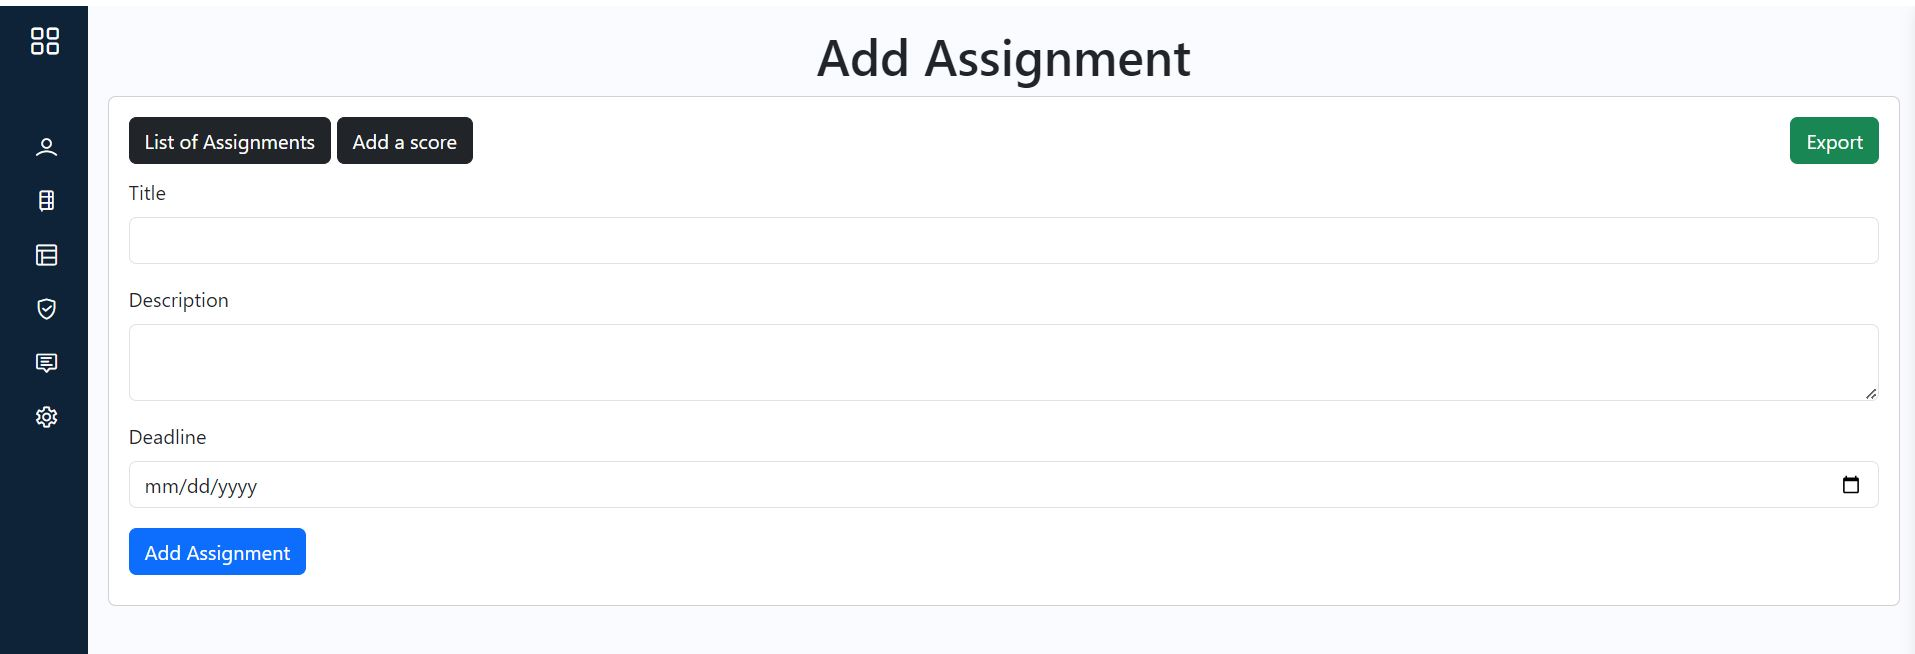 Add Assignment
List of Assignments Add a score Export
Title
Description
Deadline
mm/dd/yyyy
Add Assignment